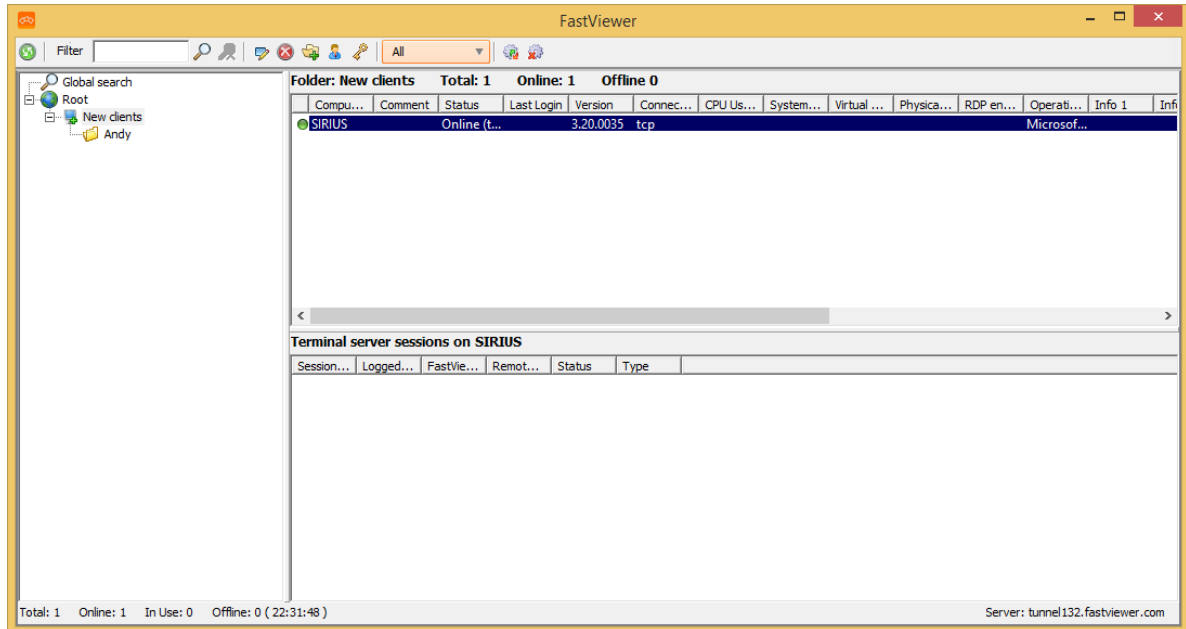 FastViewer
Filter All
Global search
Root
New clients
Andy
Folder: New clients Total: 1 Online: 1 Offline 0
Compu... Comment Status Last Login Version Connec... CPU Us... System... Virtual ... Physica... RDP en... Operati... Info 1 Infi
SIRIUS Online (t... 3.20.0035 tcp Microsof...
Terminal server sessions on SIRIUS
Session... Logged... FastVie... Remot... Status Type
Total: 1 Online: 1 In Use: 0 Offline: 0 ( 22:31:48 ) Server: tunnel132.fastviewer.com